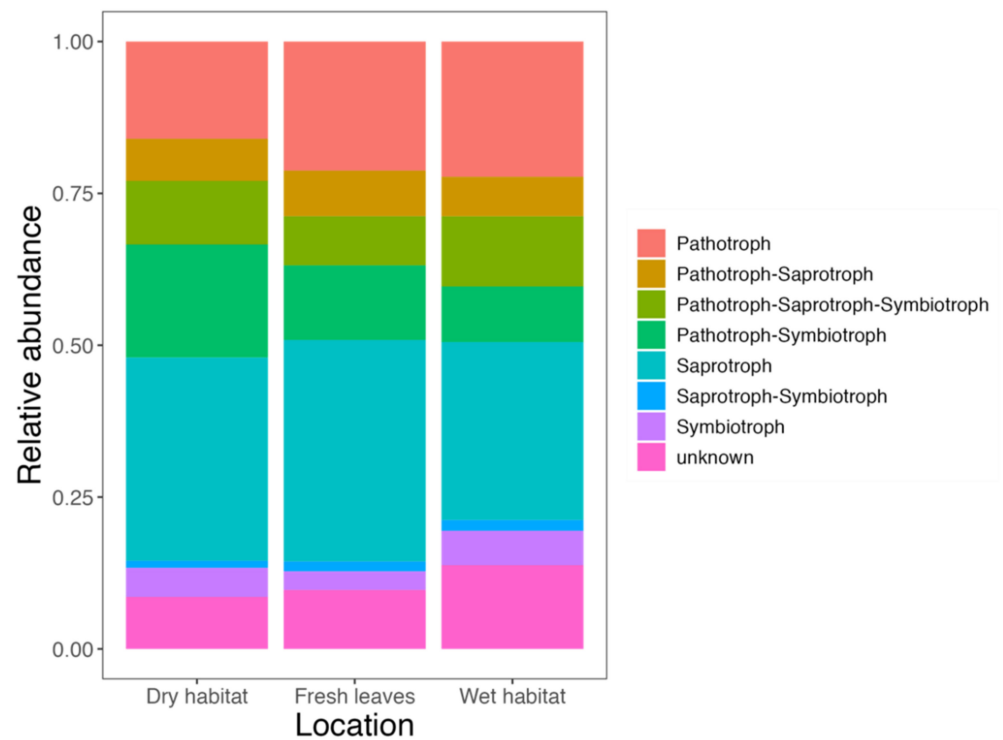 Relative abundance
1.00
0.75
0.50
0.25
0.00
Dry habitat
Fresh leaves
Wet habitat
Location
Pathotroph
Pathotroph-Saprotroph
Pathotroph-Saprotroph-Symbiotroph
Pathotroph-Symbiotroph
Saprotroph
Saprotroph-Symbiotroph
Symbiotroph
unknown